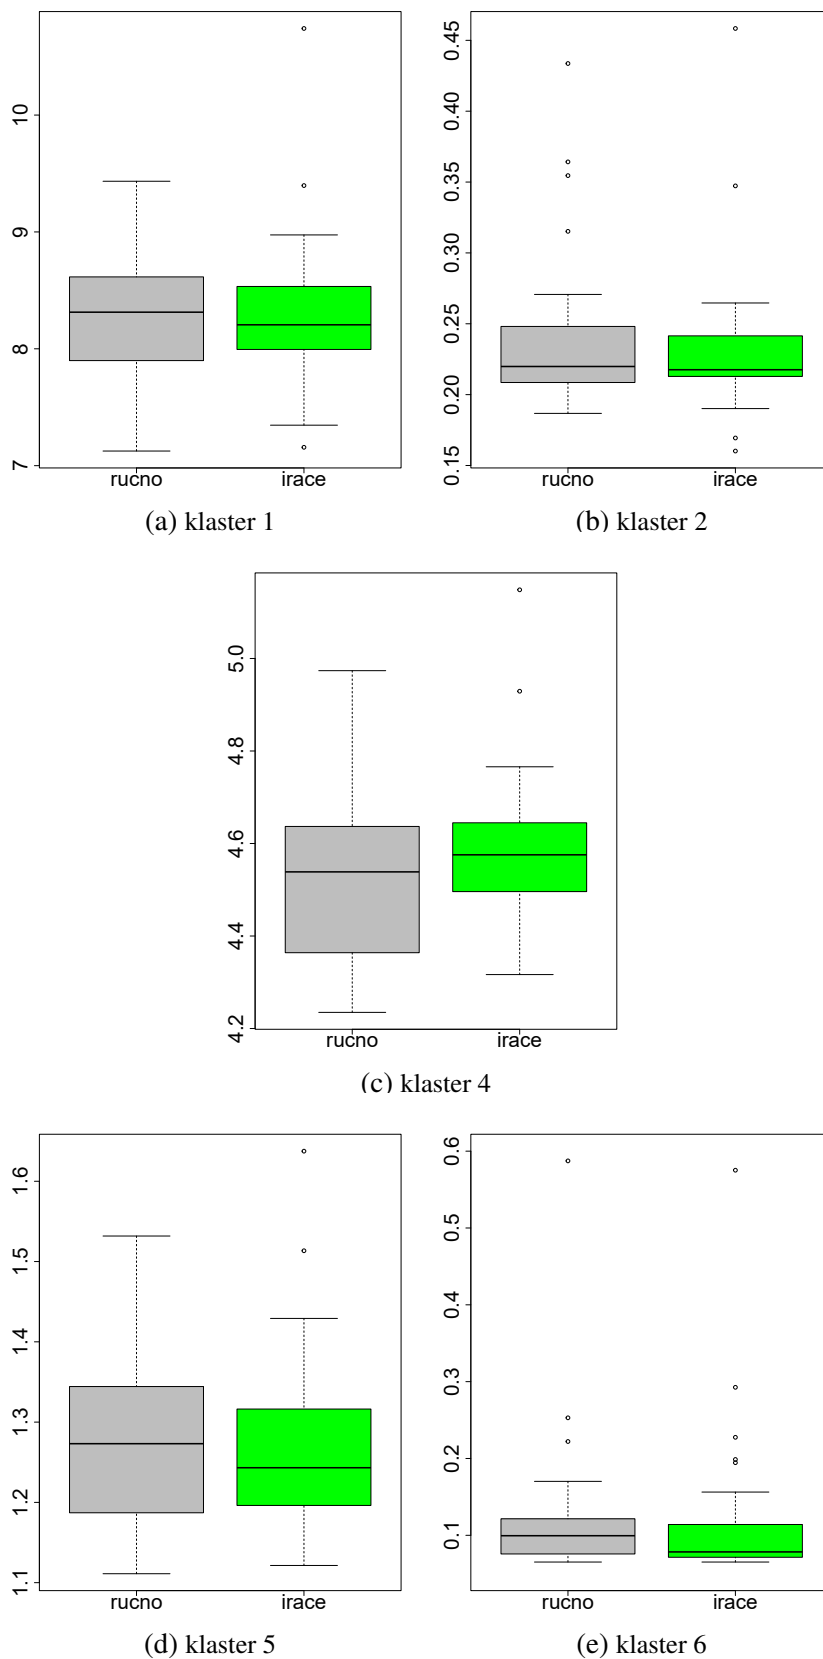 10
9
8
7
rucno irace
(a) klaster 1
0.45
0.40
0.35
0.30
0.25
0.20
0.15
rucno irace
(b) klaster 2
5.0
4.8
4.6
4.4
4.2
rucno irace
(c) klaster 4
1.6
1.5
1.4
1.3
1.2
1.1
rucno irace
(d) klaster 5
0.6
0.5
0.4
0.3
0.2
0.1
rucno irace
(e) klaster 6